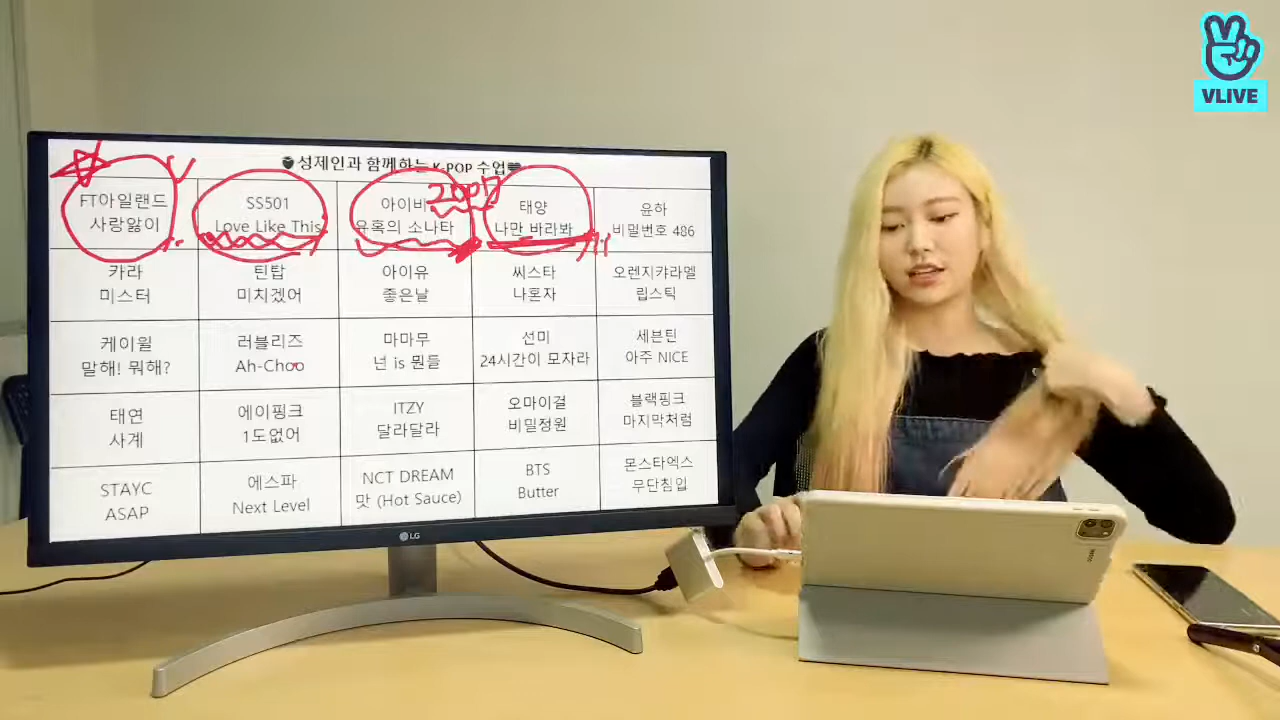 VLIVE
성제인과 함께하는 K-POP 수업
FT아일랜드
사랑앓이
SS501
Love Like This
아이비
유혹의 소나타
2007
태양
나만 바라봐
윤하
비밀번호 486
카라
미스터
틴탑
미치겠어
아이유
좋은날
씨스타
나혼자
오렌지캬라멜
립스틱
케이윌
말해! 뭐해?
러블리즈
Ah-Choo
마마무
넌 is 뭔들
선미
24시간이 모자라
세븐틴
아주 NICE
태연
사계
에이핑크
1도없어
ITZY
달라달라
오마이걸
비밀정원
블랙핑크
마지막처럼
STAYC
ASAP
에스파
Next Level
NCT DREAM
맛 (Hot Sauce)
BTS
Butter
몬스타엑스
무단침입
LG